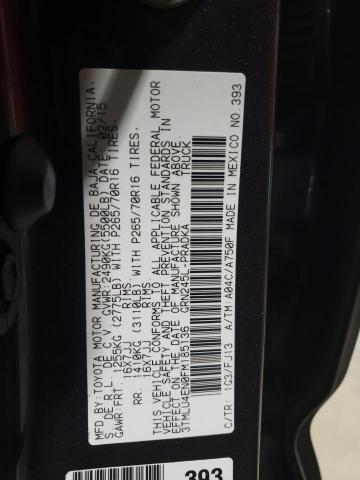 MFD.BY:TOYOTA MOTOR MANUFACTURING DE BAJA CALIFORNIA.
S DE R.L DE C.V. GVWR:2490KG(5500LB) DATE: 02/15
GAWR:FRT. 1255KG (2775LB) WITH P265/70R16 TIRES.
16X7JJ RIMS.
RR. 1410KG (3110LB) WITH P265/70R16 TIRES.
16X7JJ RIMS
THIS VEHICLE CONFORMS TO ALL APPLICABLE FEDERAL MOTOR
VEHICLE SAFETY AND THEFT PREVENTION STANDARDS IN
EFFECT ON THE DATE OF MANUFACTURE SHOWN ABOVE.
3TMLU4EN0FM185136 GRN245L-PRADKA TRUCK
C/TR: 1G3/FJ13 A/TM:A04C/A750F MADE IN MEXICO NO.393
393